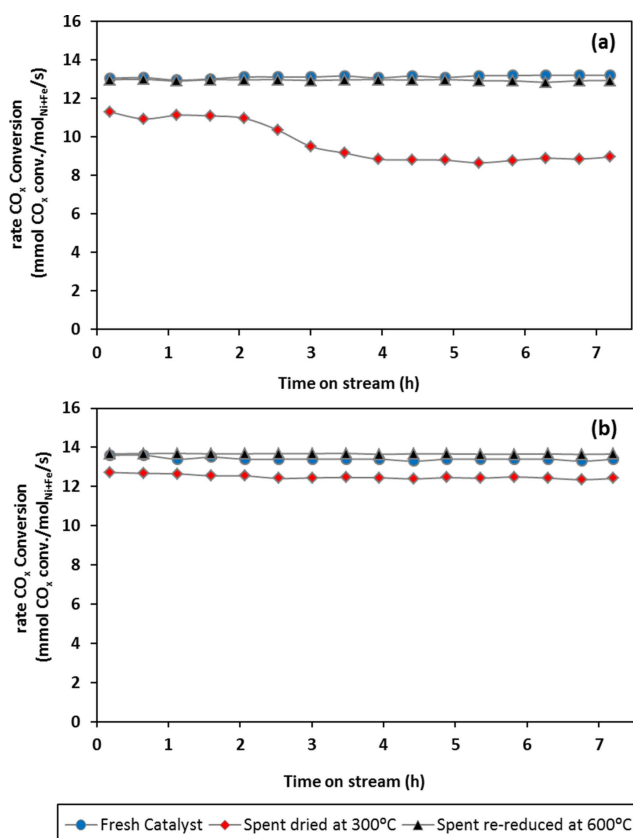 (a)
rate COₓ Conversion
(mmol COₓ conv./mol_Ni+Fe/s)
16
14
12
10
8
6
4
2
0
0 1 2 3 4 5 6 7
Time on stream (h)
(b)
rate COₓ Conversion
(mmol COₓ conv./mol_Ni+Fe/s)
16
14
12
10
8
6
4
2
0
0 1 2 3 4 5 6 7
Time on stream (h)
Fresh Catalyst Spent dried at 300ºC Spent re-reduced at 600ºC